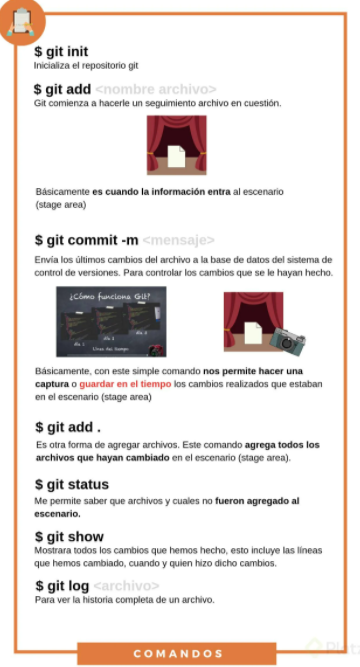 $ git init
Inicializa el repositorio git
$ git add <nombre archivo>
Git comienza a hacerle un seguimiento archivo en cuestión.
Básicamente es cuando la información entra al escenario
(stage area)
$ git commit -m <mensaje>
Envía los últimos cambios del archivo a la base de datos del sistema de
control de versiones. Para controlar los cambios que se le hayan hecho.
¿Cómo funciona Git?
día 1
día 2
día 3
Línea del tiempo
Básicamente, con este simple comando nos permite hacer una
captura o guardar en el tiempo los cambios realizados que estaban
en el escenario (stage area)
$ git add .
Es otra forma de agregar archivos. Este comando agrega todos los
archivos que hayan cambiado en el escenario (stage area).
$ git status
Me permite saber que archivos y cuales no fueron agregado al
escenario.
$ git show
Mostrara todos los cambios que hemos hecho, esto incluye las líneas
que hemos cambiado, cuando y quien hizo dicho cambios.
$ git log <archivo>
Para ver la historia completa de un archivo.
COMANDOS